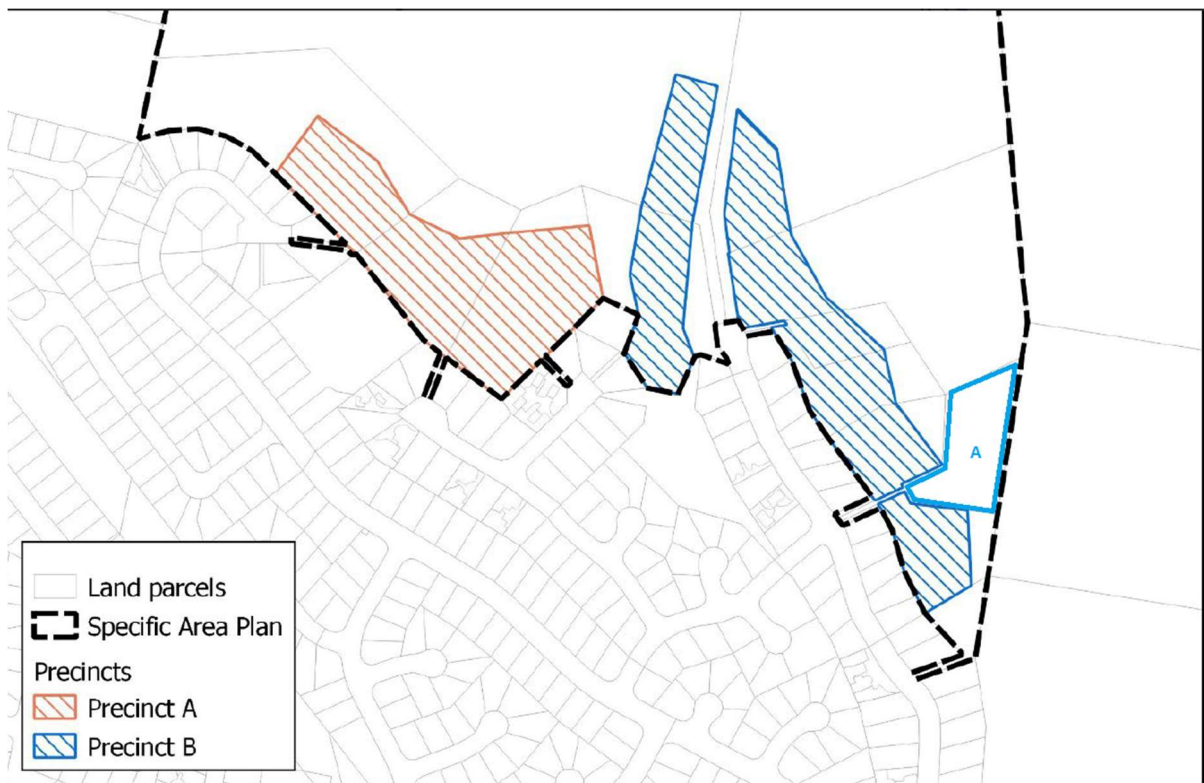 A
Land parcels
Specific Area Plan
Precincts
Precinct A
Precinct B